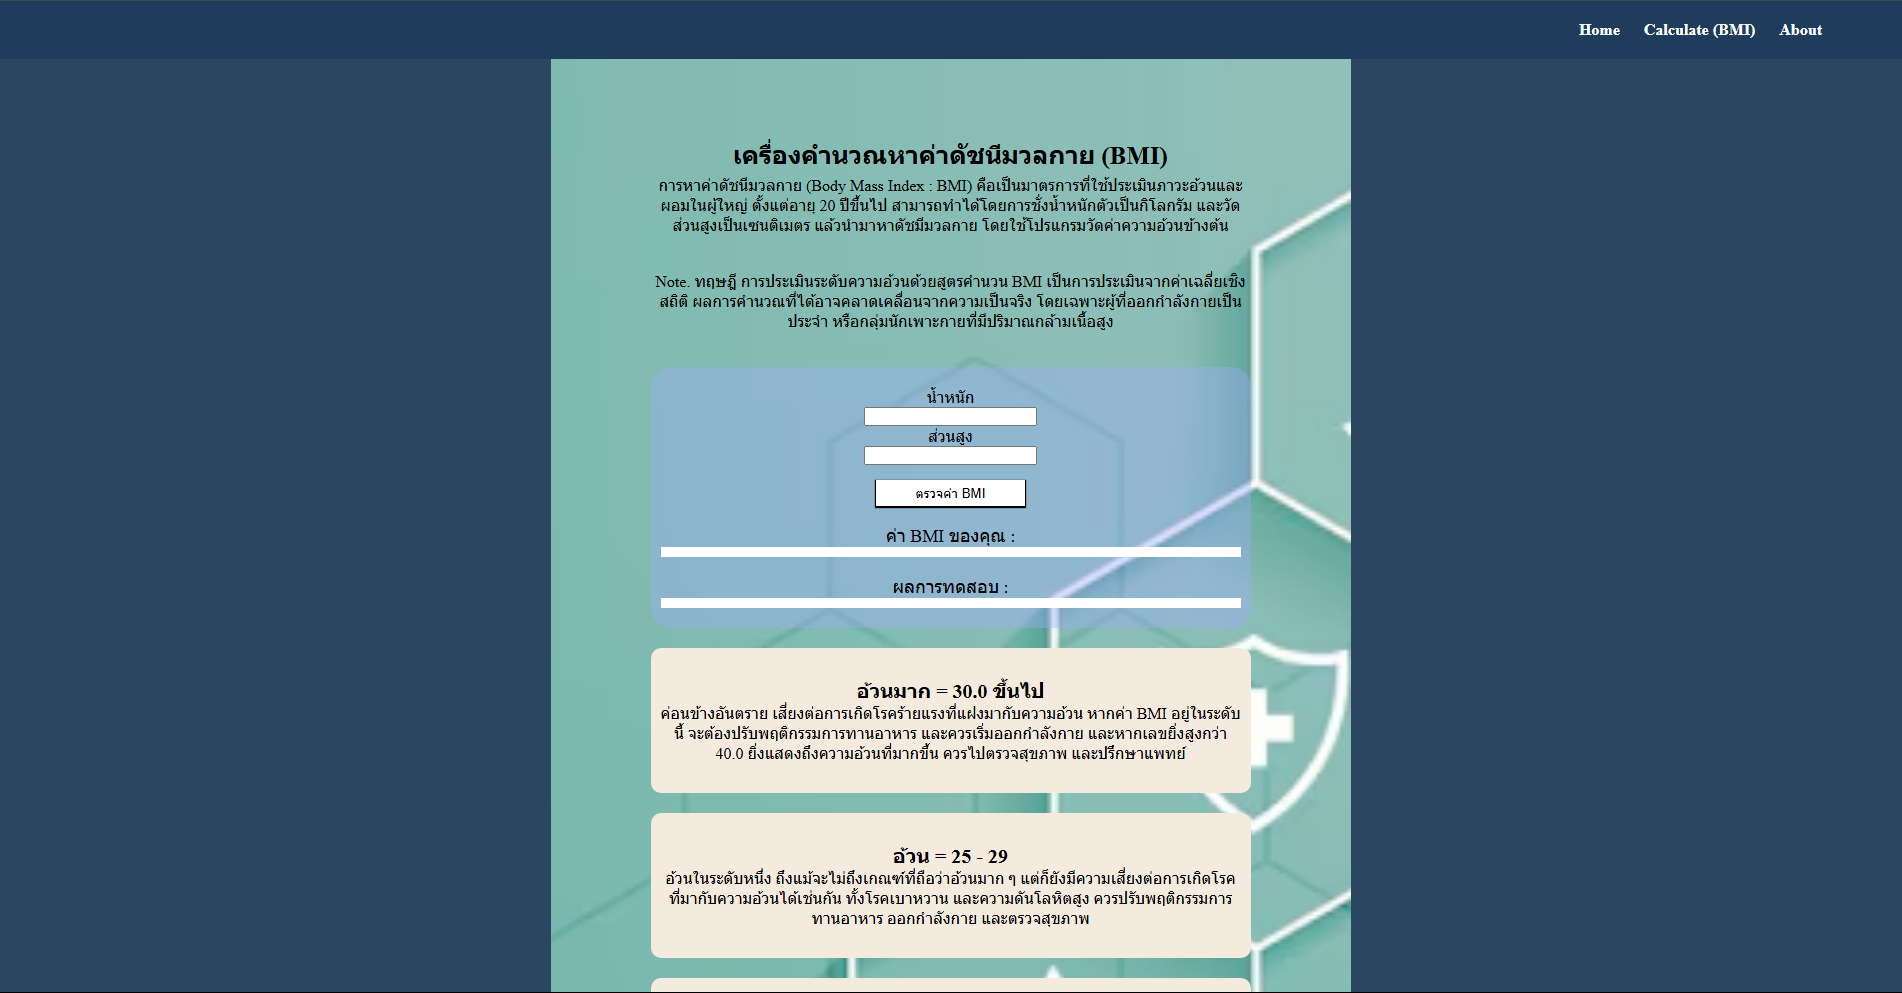 Home Calculate (BMI) About
เครื่องคำนวณหาค่าดัชนีมวลกาย (BMI)
การหาค่าดัชนีมวลกาย (Body Mass Index : BMI) คือเป็นมาตรการที่ใช้ประเมินภาวะอ้วนและ
ผอมในผู้ใหญ่ ตั้งแต่อายุ 20 ปีขึ้นไป สามารถทำได้โดยการชั่งน้ำหนักตัวเป็นกิโลกรัม และวัด
ส่วนสูงเป็นเซนติเมตร แล้วนำมาหาดัชมีมวลกาย โดยใช้โปรแกรมวัดค่าความอ้วนข้างต้น
Note. ทฤษฎี การประเมินระดับความอ้วนด้วยสูตรคำนวน BMI เป็นการประเมินจากค่าเฉลี่ยเชิง
สถิติ ผลการคำนวณที่ได้อาจคลาดเคลื่อนจากความเป็นจริง โดยเฉพาะผู้ที่ออกกำลังกายเป็น
ประจำ หรือกลุ่มนักเพาะกายที่มีปริมาณกล้ามเนื้อสูง
น้ำหนัก
ส่วนสูง
ตรวจค่า BMI
ค่า BMI ของคุณ :
ผลการทดสอบ :
อ้วนมาก = 30.0 ขึ้นไป
ค่อนข้างอันตราย เสี่ยงต่อการเกิดโรคร้ายแรงที่แฝงมากับความอ้วน หากค่า BMI อยู่ในระดับ
นี้ จะต้องปรับพฤติกรรมการทานอาหาร และควรเริ่มออกกำลังกาย และหากเลขยิ่งสูงกว่า
40.0 ยิ่งแสดงถึงความอ้วนที่มากขึ้น ควรไปตรวจสุขภาพ และปรึกษาแพทย์
อ้วน = 25 - 29
อ้วนในระดับหนึ่ง ถึงแม้จะไม่ถึงเกณฑ์ที่ถือว่าอ้วนมาก ๆ แต่ก็ยังมีความเสี่ยงต่อการเกิดโรค
ที่มากับความอ้วนได้เช่นกัน ทั้งโรคเบาหวาน และความดันโลหิตสูง ควรปรับพฤติกรรมการ
ทานอาหาร ออกกำลังกาย และตรวจสุขภาพ